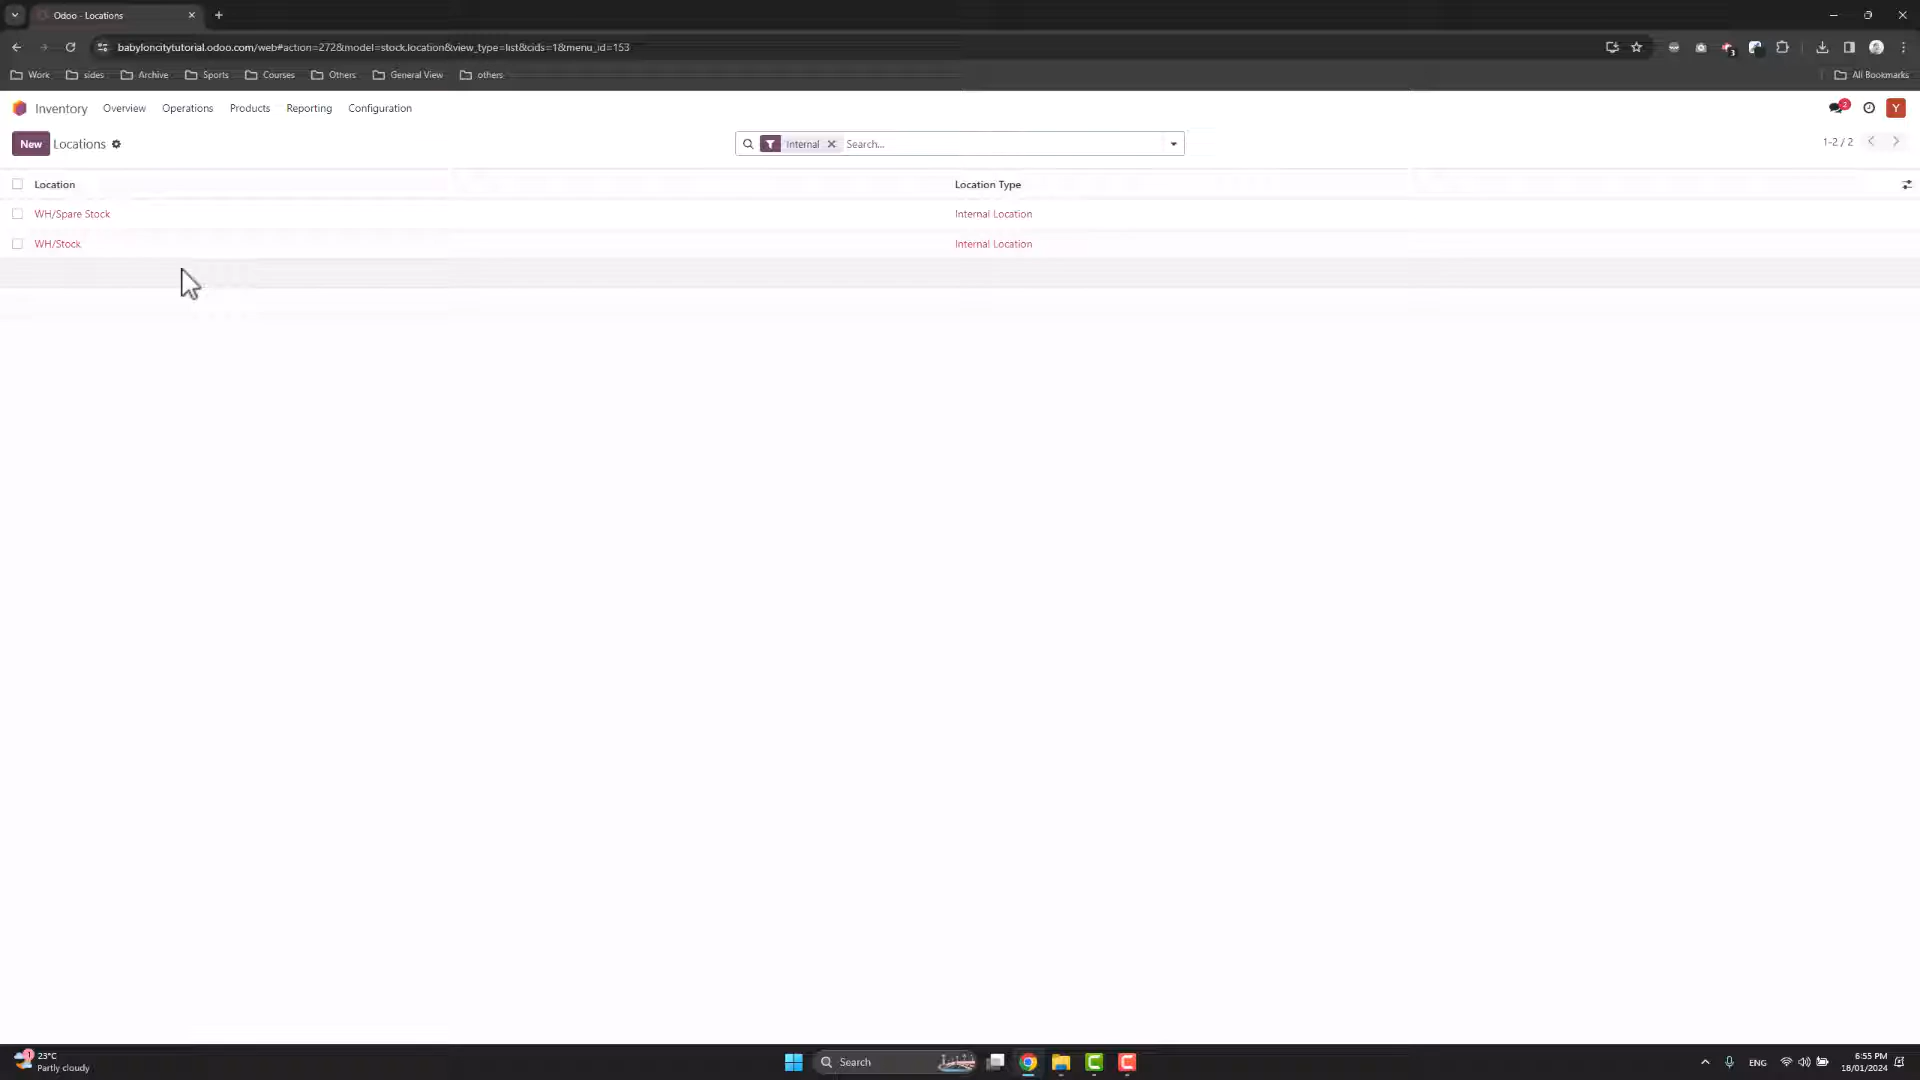 Odoo - Locations
babyloncitytutorial.odoo.com/web#action=272&model=stock.location&view_type=list&cids=1&menu_id=153
Work sides Archive Sports Courses Others General View others All Bookmarks
Inventory Overview Operations Products Reporting Configuration 2 Y
New Locations Internal Search... 1-2 / 2
Location Location Type
WH/Spare Stock Internal Location
WH/Stock Internal Location
23°C
Partly cloudy
Search
ENG
6:55 PM
18/01/2024